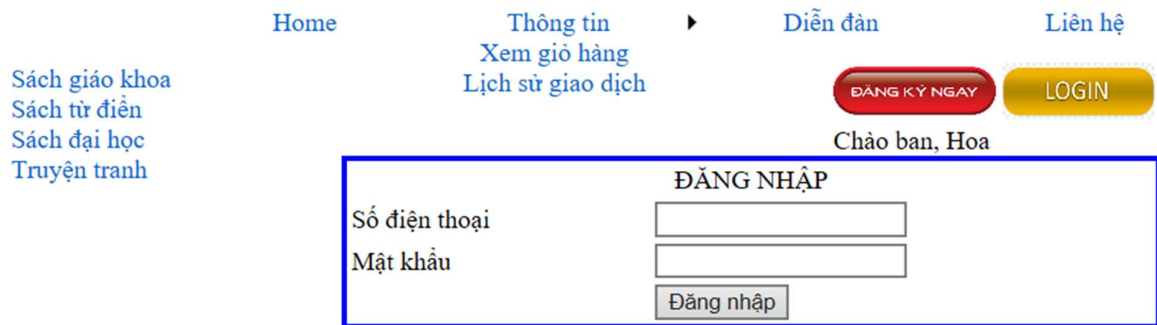 Home Thông tin Diễn đàn Liên hệ
Xem giỏ hàng
Lịch sử giao dịch
Sách giáo khoa
Sách từ điển
Sách đại học
Truyện tranh
ĐĂNG KÝ NGAY LOGIN
Chào ban, Hoa
ĐĂNG NHẬP
Số điện thoại
Mật khẩu
Đăng nhập